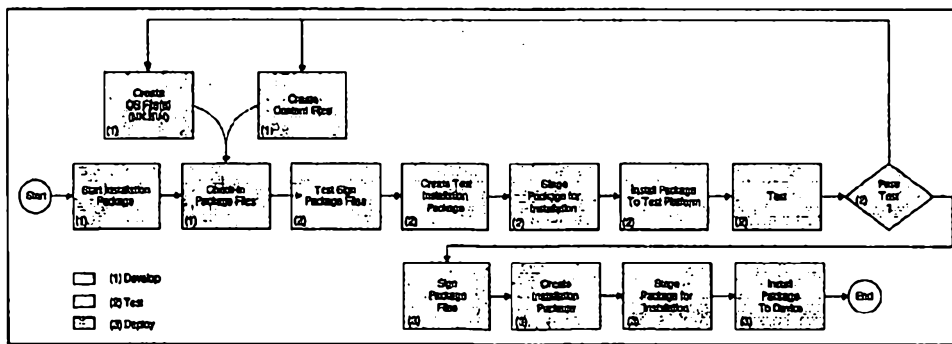 Create
OS File(s)
(1)
Create
Content Files
(1)
Start
Start Installation
Package
(1)
Check-In
Package Files
(1)
Test Sign
Package Files
(2)
Create Test
Installation
Package
(2)
Stage
Package for
Installation
(2)
Install Package
To Test Platform
(2)
Test
(2)
Pass
Test
?
(2)
Sign
Package
Files
(3)
Create
Installation
Package
(3)
Stage
Package for
Installation
(3)
Install
Package
To Device
(3)
End
(1) Develop
(2) Test
(3) Deploy